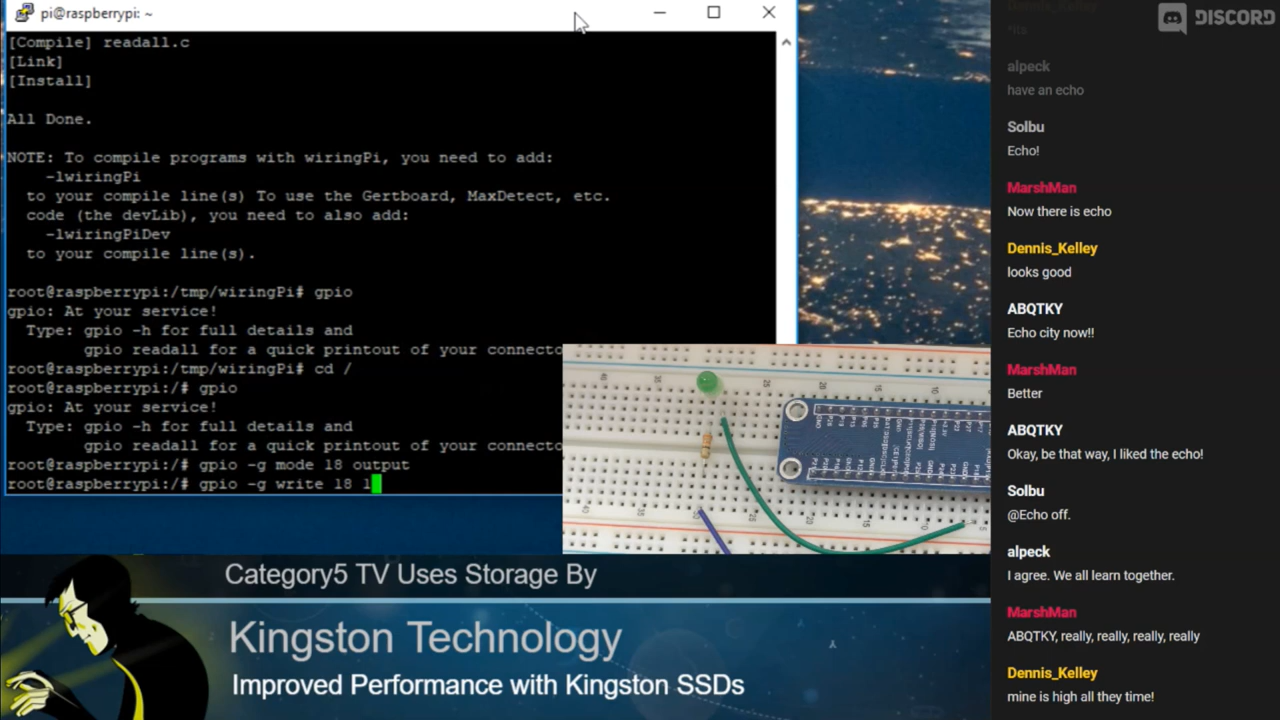 pi@raspberrypi: ~
[Compile] readall.c
[Link]
[Install]
All Done.
NOTE: To compile programs with wiringPi, you need to add:
-lwiringPi
to your compile line(s) To use the Gertboard, MaxDetect, etc.
code (the devLib), you need to also add:
-lwiringPiDev
to your compile line(s).
root@raspberrypi:/tmp/wiringPi# gpio
gpio: At your service!
Type: gpio -h for full details and
gpio readall for a quick printout of your connecto
root@raspberrypi:/tmp/wiringPi# cd /
root@raspberrypi:/# gpio
gpio: At your service!
Type: gpio -h for full details and
gpio readall for a quick printout of your connecto
root@raspberrypi:/# gpio -g mode 18 output
root@raspberrypi:/# gpio -g write 18 1
Category5 TV Uses Storage By
Kingston Technology
Improved Performance with Kingston SSDs
DISCORD
Dennis_Kelley
*its
alpeck
have an echo
Solbu
Echo!
MarshMan
Now there is echo
Dennis_Kelley
looks good
ABQTKY
Echo city now!!
MarshMan
Better
ABQTKY
Okay, be that way, I liked the echo!
Solbu
@Echo off.
alpeck
I agree. We all learn together.
MarshMan
ABQTKY, really, really, really, really
Dennis_Kelley
mine is high all they time!